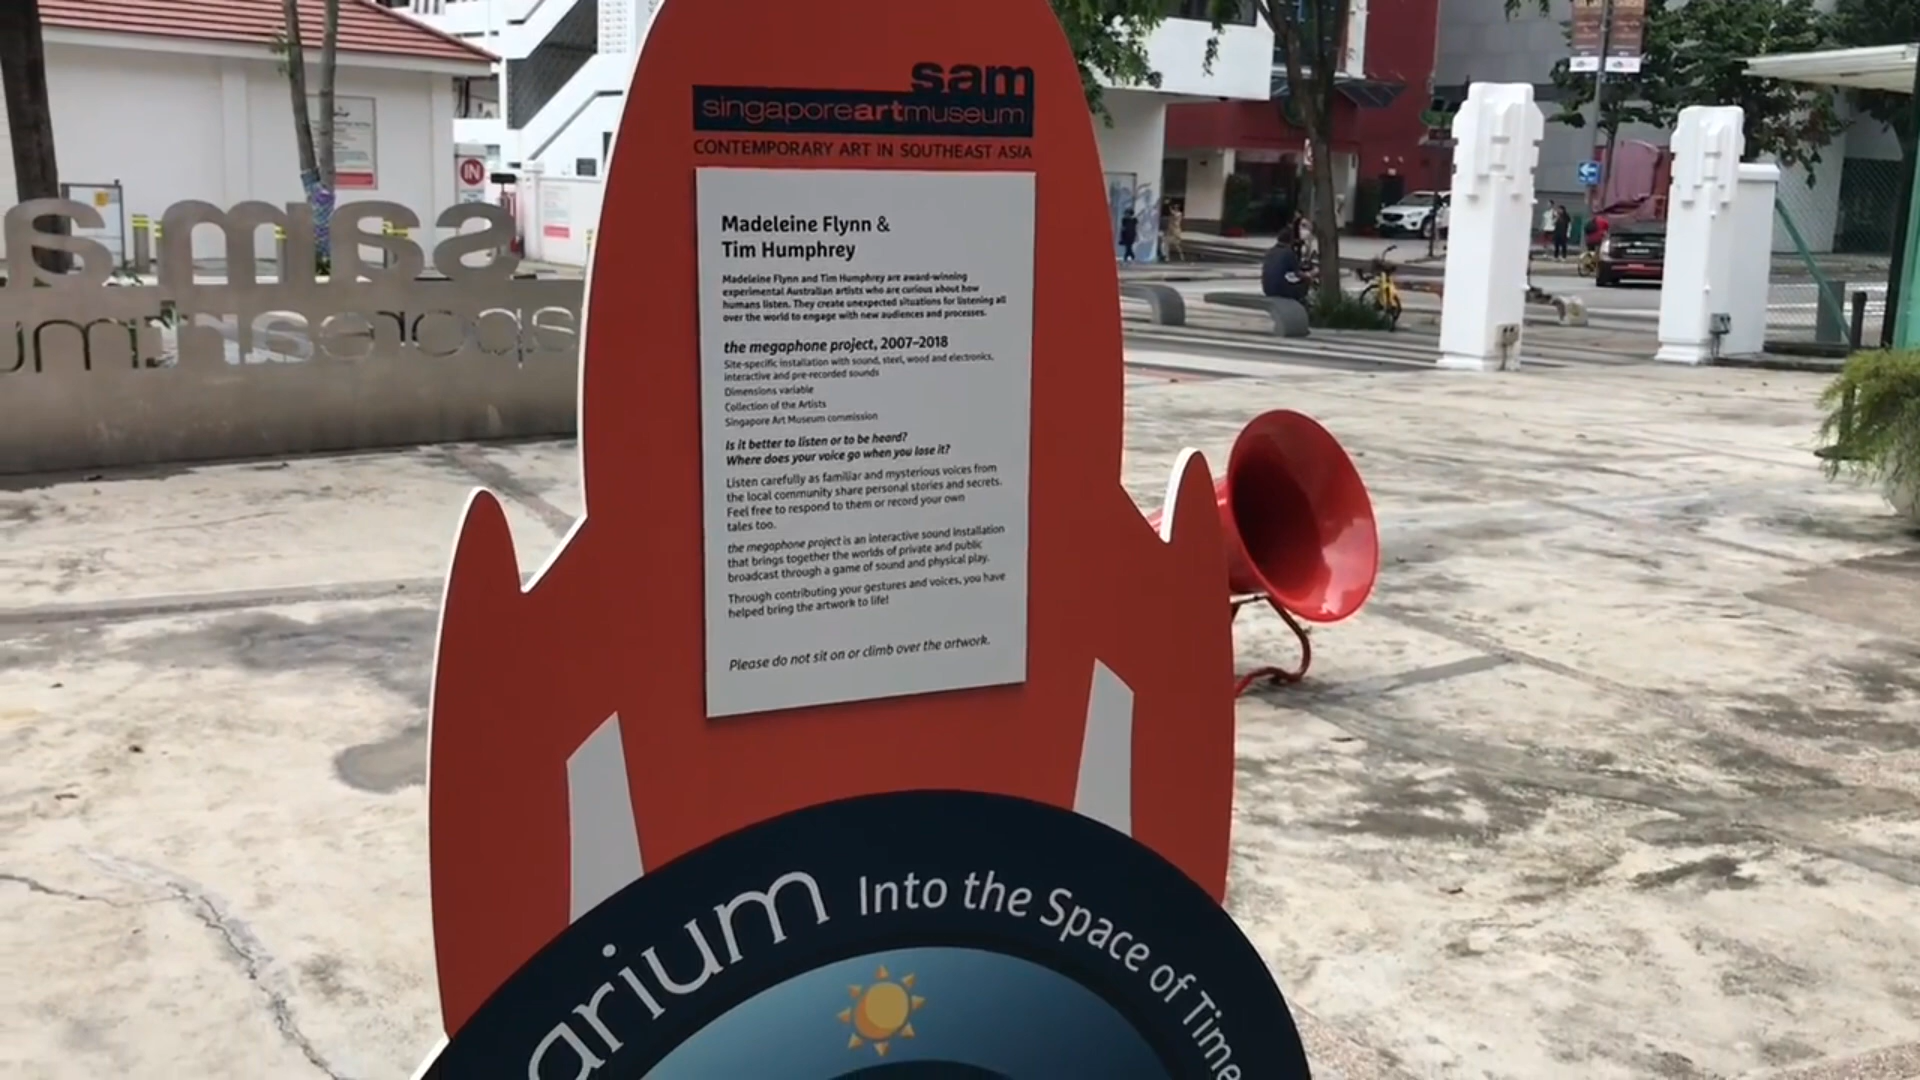 sam
singaporeartmuseum
CONTEMPORARY ART IN SOUTHEAST ASIA
Madeleine Flynn &
Tim Humphrey
Madeleine Flynn and Tim Humphrey are award-winning
experimental Australian artists who are curious about how
humans listen. They create unexpected situations for listening all
over the world to engage with new audiences and processes.
the megaphone project, 2007–2018
Site-specific installation with sound, steel, wood and electronics,
interactive and pre-recorded sounds
Dimensions variable
Collection of the Artists
Singapore Art Museum commission
Is it better to listen or to be heard?
Where does your voice go when you lose it?
Listen carefully as familiar and mysterious voices from
the local community share personal stories and secrets.
Feel free to respond to them or record your own
tales too.
the megaphone project is an interactive sound installation
that brings together the worlds of private and public
broadcast through a game of sound and physical play.
Through contributing your gestures and voices, you have
helped bring the artwork to life!
Please do not sit on or climb over the artwork.
arium Into the Space of Time
IN
sam a
aporeartmu